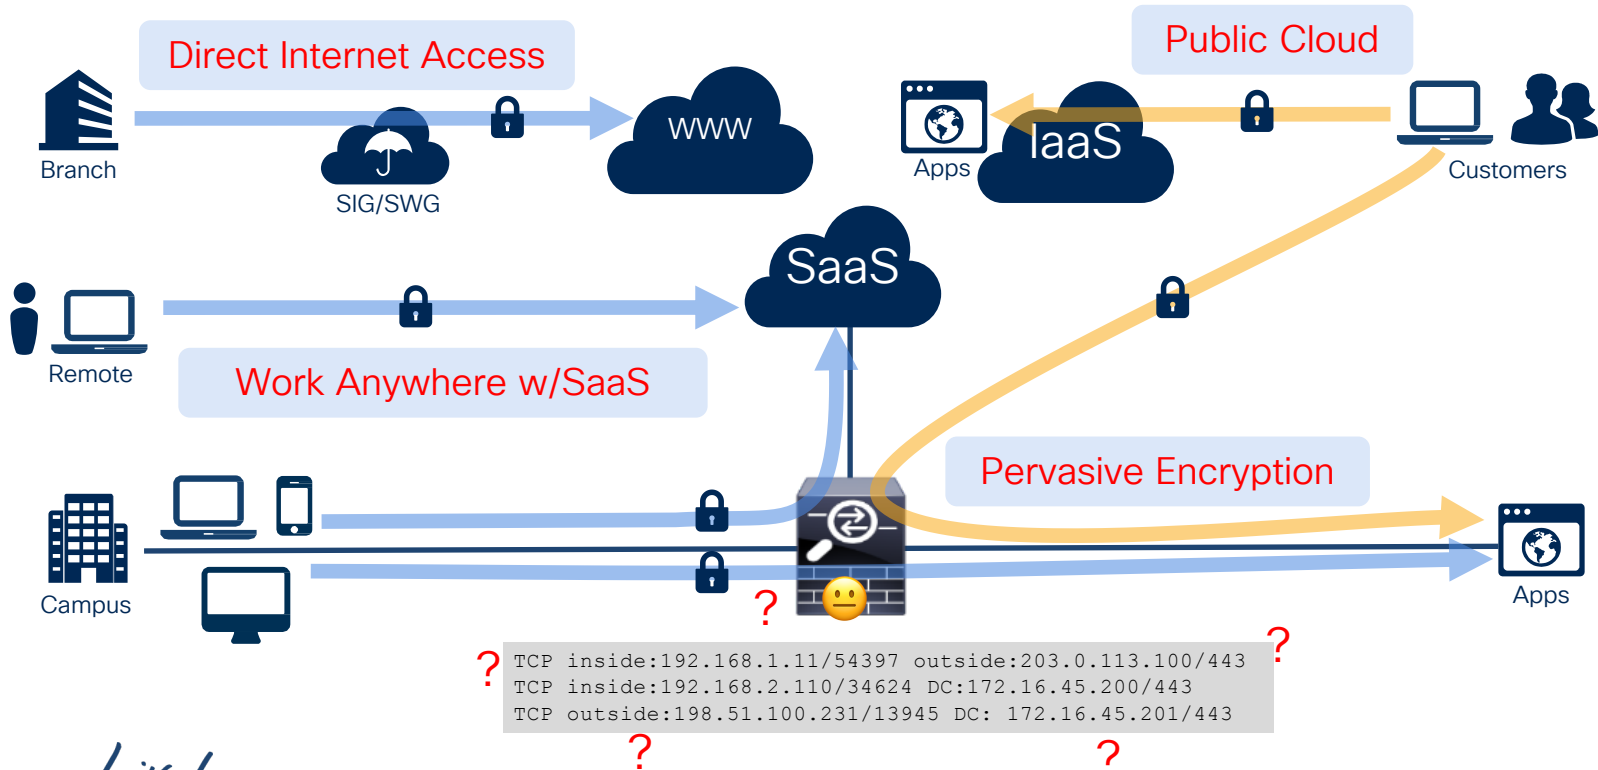 Direct Internet Access
Public Cloud
WWW
IaaS
Branch
Apps
Customers
SIG/SWG
SaaS
Remote
Work Anywhere w/SaaS
Pervasive Encryption
Campus
Apps
?
?
?
TCP inside:192.168.1.11/54397 outside:203.0.113.100/443
TCP inside:192.168.2.110/34624 DC:172.16.45.200/443
TCP outside:198.51.100.231/13945 DC: 172.16.45.201/443
?
?